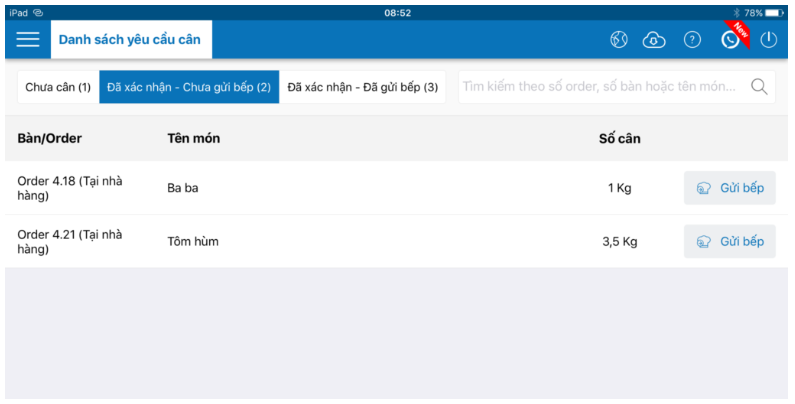 iPad 08:52 78%
Danh sách yêu cầu cân ? New
Chưa cân (1) Đã xác nhận - Chưa gửi bếp (2) Đã xác nhận - Đã gửi bếp (3) Tìm kiếm theo số order, số bàn hoặc tên món...
Bàn/Order Tên món Số cân
Order 4.18 (Tại nhà
hàng)
Ba ba 1 Kg Gửi bếp
Order 4.21 (Tại nhà
hàng)
Tôm hùm 3,5 Kg Gửi bếp